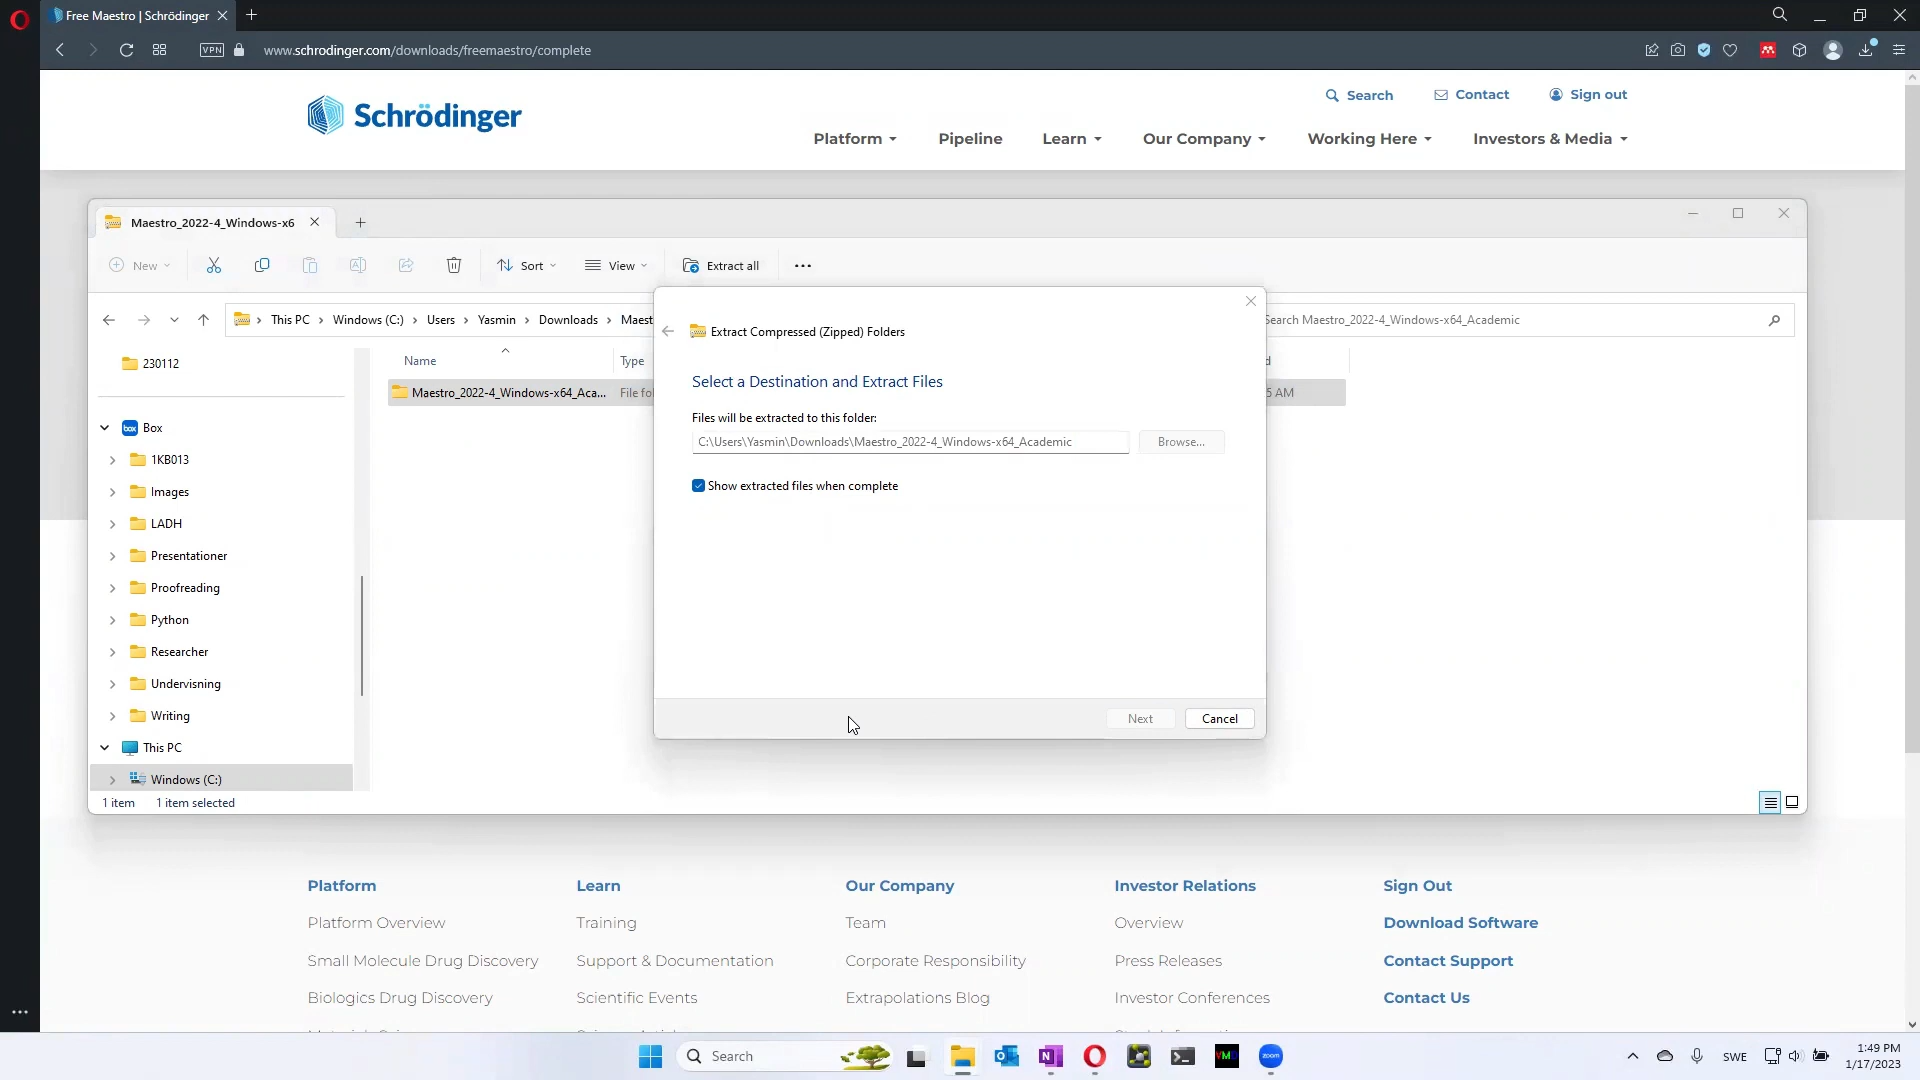 Free Maestro | Schrödinger
VPN
www.schrodinger.com/downloads/freemaestro/complete
Search
Contact
Sign out
Schrödinger
Platform
Pipeline
Learn
Our Company
Working Here
Investors & Media
Maestro_2022-4_Windows-x6
New
Sort
View
Extract all
This PC
Windows (C:)
Users
Yasmin
Downloads
Maest
Search Maestro_2022-4_Windows-x64_Academic
230112
Name
Type
d
Maestro_2022-4_Windows-x64_Aca...
File fo
AM
Box
1KB013
Images
LADH
Presentationer
Proofreading
Python
Researcher
Undervisning
Writing
This PC
Windows (C:)
1 item
1 item selected
Extract Compressed (Zipped) Folders
Select a Destination and Extract Files
Files will be extracted to this folder:
C:\Users\Yasmin\Downloads\Maestro_2022-4_Windows-x64_Academic
Browse...
Show extracted files when complete
Next
Cancel
Platform
Platform Overview
Small Molecule Drug Discovery
Biologics Drug Discovery
Learn
Training
Support & Documentation
Scientific Events
Our Company
Team
Corporate Responsibility
Extrapolations Blog
Investor Relations
Overview
Press Releases
Investor Conferences
Sign Out
Download Software
Contact Support
Contact Us
Search
VMD
zoom
SWE
1:49 PM
1/17/2023